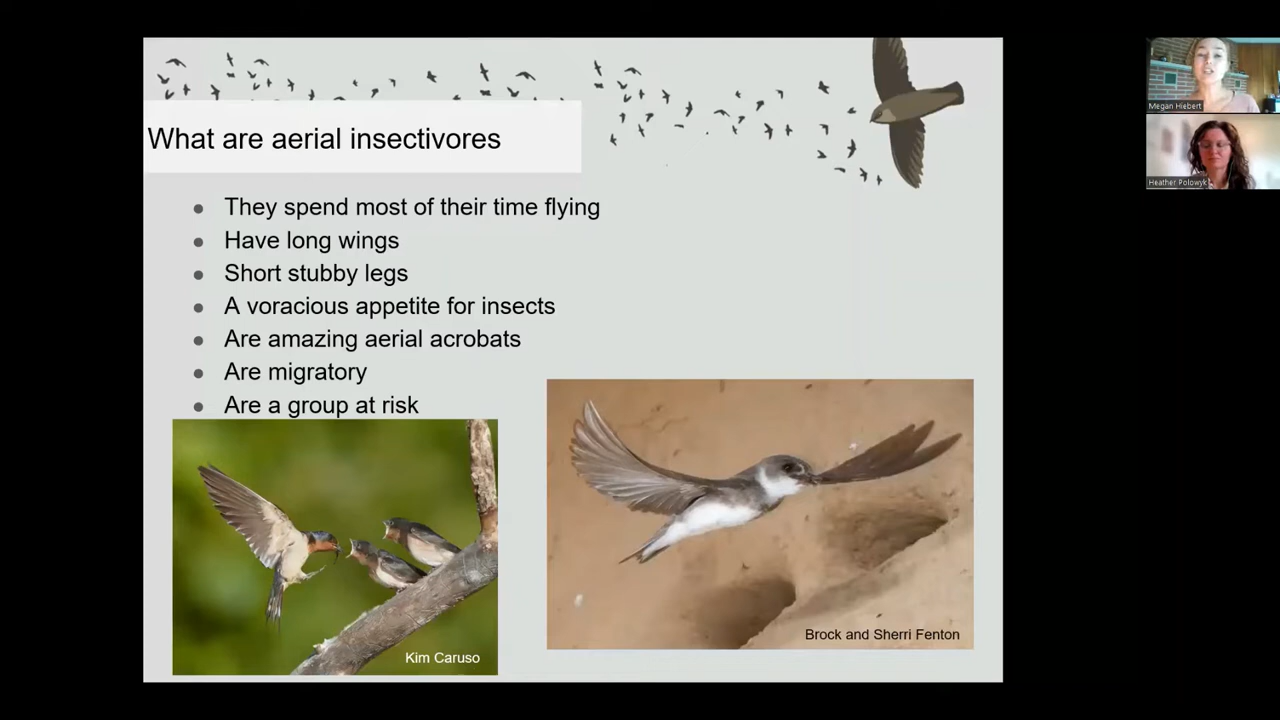 What are aerial insectivores
They spend most of their time flying
Have long wings
Short stubby legs
A voracious appetite for insects
Are amazing aerial acrobats
Are migratory
Are a group at risk
Kim Caruso
Brock and Sherri Fenton
Megan Hiebert
Heather Polowyk